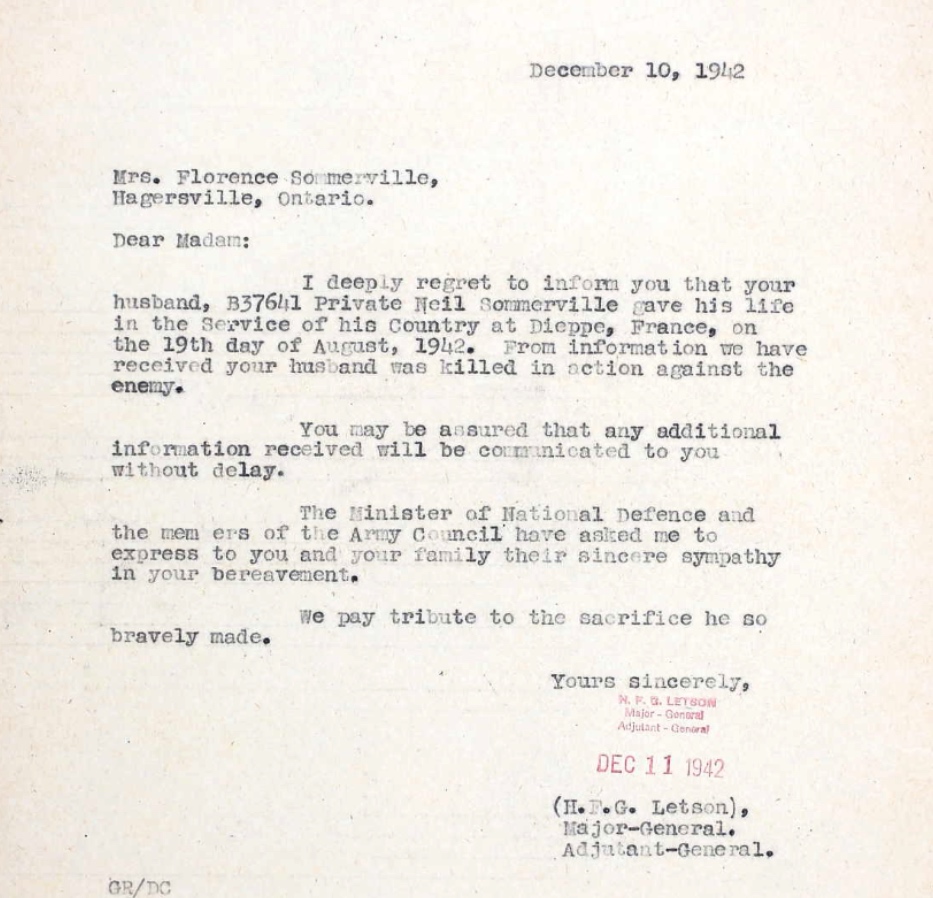 December 10, 1942
Mrs. Florence Sommerville,
Hagersville, Ontario.
Dear Madam:
I deeply regret to inform you that your
husband, B37641 Private Neil Sommerville gave his life
in the Service of his Country at Dieppe, France, on
the 19th day of August, 1942. From information we have
received your husband was killed in action against the
enemy.
You may be assured that any additional
information received will be communicated to you
without delay.
The Minister of National Defence and
the mem ers of the Army Council have asked me to
express to you and your family their sincere sympathy
in your bereavement.
We pay tribute to the sacrifice he so
bravely made.
Yours sincerely,
H. F. G. LETSON
Major - General
Adjutant - General
DEC 11 1942
(H.F.G. Letson),
Major-General.
Adjutant-General.
GR/DC